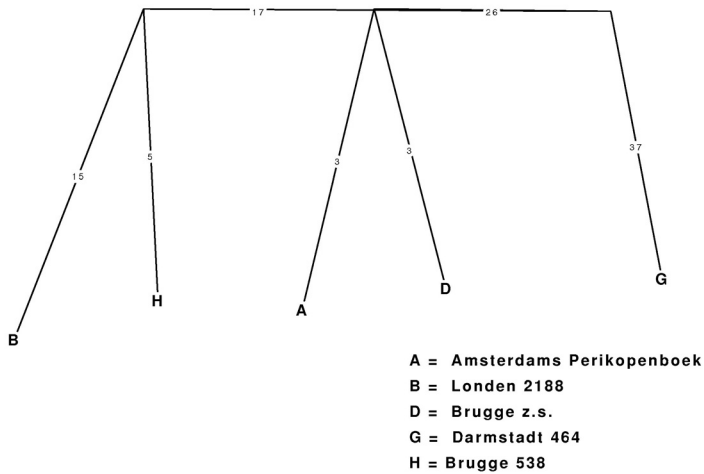 17
26
15
5
3
3
37
B
H
A
D
G
A = Amsterdams Perikopenboek
B = Londen 2188
D = Brugge z.s.
G = Darmstadt 464
H = Brugge 538